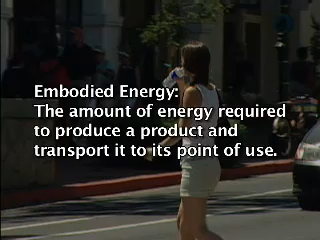 Embodied Energy:
The amount of energy required
to produce a product and
transport it to its point of use.